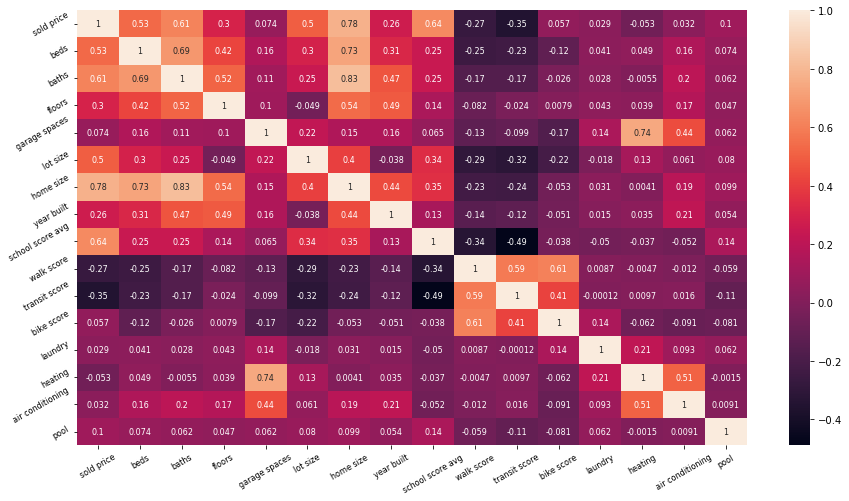 sold price 1 0.53 0.61 0.3 0.074 0.5 0.78 0.26 0.64 -0.27 -0.35 0.057 0.029 -0.053 0.032 0.1
beds 0.53 1 0.69 0.42 0.16 0.3 0.73 0.31 0.25 -0.25 -0.23 -0.12 0.041 0.049 0.16 0.074
baths 0.61 0.69 1 0.52 0.11 0.25 0.83 0.47 0.25 -0.17 -0.17 -0.026 0.028 -0.0055 0.2 0.062
floors 0.3 0.42 0.52 1 0.1 -0.049 0.54 0.49 0.14 -0.082 -0.024 0.0079 0.043 0.039 0.17 0.047
garage spaces 0.074 0.16 0.11 0.1 1 0.22 0.15 0.16 0.065 -0.13 -0.099 -0.17 0.14 0.74 0.44 0.062
lot size 0.5 0.3 0.25 -0.049 0.22 1 0.4 -0.038 0.34 -0.29 -0.32 -0.22 -0.018 0.13 0.061 0.08
home size 0.78 0.73 0.83 0.54 0.15 0.4 1 0.44 0.35 -0.23 -0.24 -0.053 0.031 0.0041 0.19 0.099
year built 0.26 0.31 0.47 0.49 0.16 -0.038 0.44 1 0.13 -0.14 -0.12 -0.051 0.015 0.035 0.21 0.054
school score avg 0.64 0.25 0.25 0.14 0.065 0.34 0.35 0.13 1 -0.34 -0.49 -0.038 -0.05 -0.037 -0.052 0.14
walk score -0.27 -0.25 -0.17 -0.082 -0.13 -0.29 -0.23 -0.14 -0.34 1 0.59 0.61 0.0087 -0.0047 -0.012 -0.059
transit score -0.35 -0.23 -0.17 -0.024 -0.099 -0.32 -0.24 -0.12 -0.49 0.59 1 0.41 -0.00012 0.0097 0.016 -0.11
bike score 0.057 -0.12 -0.026 0.0079 -0.17 -0.22 -0.053 -0.051 -0.038 0.61 0.41 1 0.14 -0.062 -0.091 -0.081
laundry 0.029 0.041 0.028 0.043 0.14 -0.018 0.031 0.015 -0.05 0.0087 -0.00012 0.14 1 0.21 0.093 0.062
heating -0.053 0.049 -0.0055 0.039 0.74 0.13 0.0041 0.035 -0.037 -0.0047 0.0097 -0.062 0.21 1 0.51 -0.0015
air conditioning 0.032 0.16 0.2 0.17 0.44 0.061 0.19 0.21 -0.052 -0.012 0.016 -0.091 0.093 0.51 1 0.0091
pool 0.1 0.074 0.062 0.047 0.062 0.08 0.099 0.054 0.14 -0.059 -0.11 -0.081 0.062 -0.0015 0.0091 1
sold price beds baths floors garage spaces lot size home size year built school score avg walk score transit score bike score laundry heating air conditioning pool
1.0
0.8
0.6
0.4
0.2
0.0
−0.2
−0.4